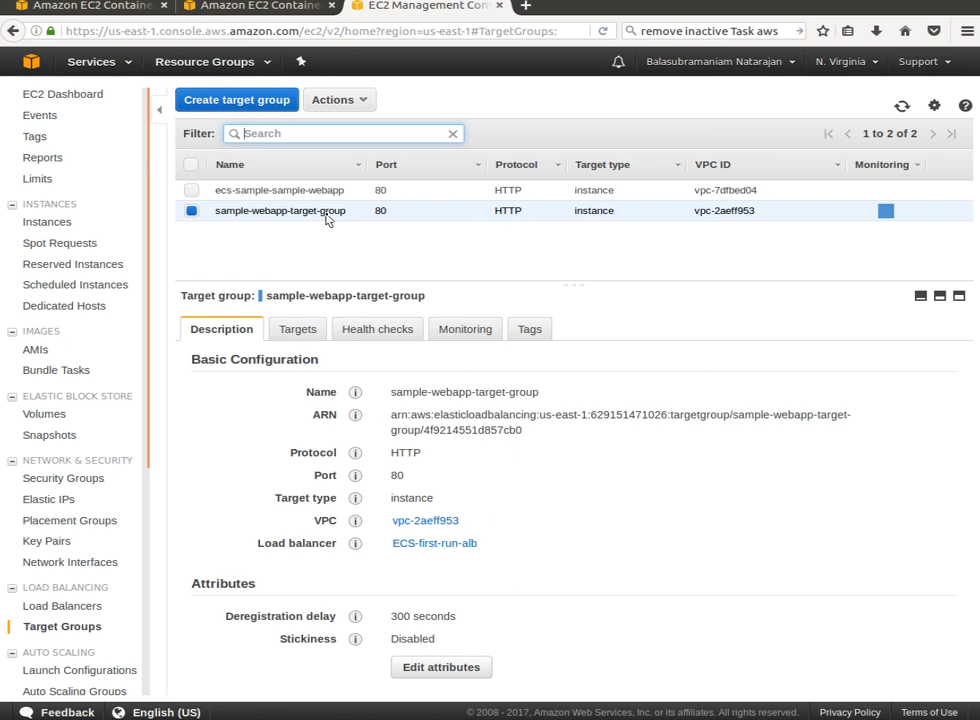 Amazon EC2 Containe
Amazon EC2 Container
EC2 Management Con
https://us-east-1.console.aws.amazon.com/ec2/v2/home?region=us-east-1#TargetGroups:
remove inactive Task aws
Services
Resource Groups
Balasubramaniam Natarajan
N. Virginia
Support
EC2 Dashboard
Events
Tags
Reports
Limits
INSTANCES
Instances
Spot Requests
Reserved Instances
Scheduled Instances
Dedicated Hosts
IMAGES
AMIs
Bundle Tasks
ELASTIC BLOCK STORE
Volumes
Snapshots
NETWORK & SECURITY
Security Groups
Elastic IPs
Placement Groups
Key Pairs
Network Interfaces
LOAD BALANCING
Load Balancers
Target Groups
AUTO SCALING
Launch Configurations
Auto Scaling Groups
Create target group
Actions
Filter:
Search
1 to 2 of 2
Name Port Protocol Target type VPC ID Monitoring
ecs-sample-sample-webapp 80 HTTP instance vpc-7dfbed04
sample-webapp-target-group 80 HTTP instance vpc-2aeff953
Target group: sample-webapp-target-group
Description Targets Health checks Monitoring Tags
Basic Configuration
Name sample-webapp-target-group
ARN arn:aws:elasticloadbalancing:us-east-1:629151471026:targetgroup/sample-webapp-target-
group/4f9214551d857cb0
Protocol HTTP
Port 80
Target type instance
VPC vpc-2aeff953
Load balancer ECS-first-run-alb
Attributes
Deregistration delay 300 seconds
Stickiness Disabled
Edit attributes
Feedback
English (US)
© 2008 - 2017, Amazon Web Services, Inc. or its affiliates. All rights reserved.
Privacy Policy
Terms of Use